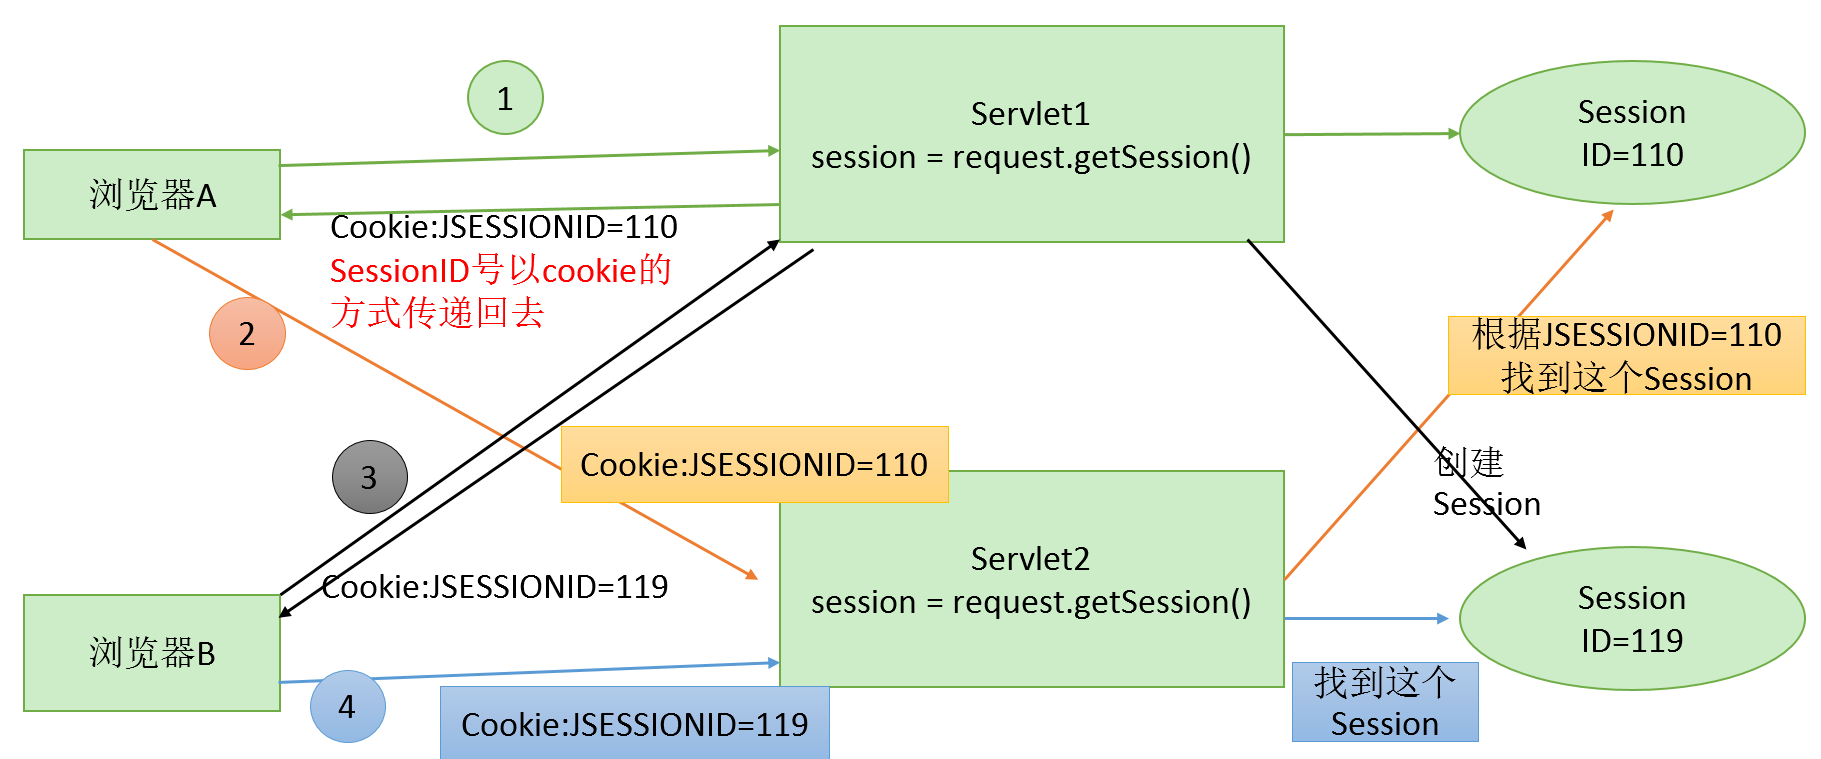 1
Servlet1
session = request.getSession()
Session
ID=110
浏览器A
Cookie:JSESSIONID=110
SessionID号以cookie的
方式传递回去
2
根据JSESSIONID=110
找到这个Session
3
Cookie:JSESSIONID=110
创建
Session
Servlet2
session = request.getSession()
Cookie:JSESSIONID=119
Session
ID=119
浏览器B
4
Cookie:JSESSIONID=119
找到这个
Session